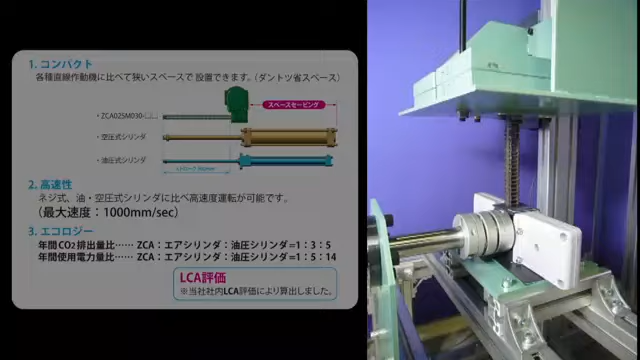 1. コンパクト
各種直線作動機に比べて狭いスペースで 設置できます。(ダントツ省スペース)
スペースセービング
・ZCA025M030-□□
・空圧式シリンダ
・油圧式シリンダ
2. 高速性
ネジ式、油・空圧式シリンダに比べ高速度運転が可能です。
(最大速度：1000mm/sec)
3. エコロジー
年間CO2排出量比…… ZCA：エアシリンダ：油圧シリンダ=1：3：5
年間使用電力量比…… ZCA：エアシリンダ：油圧シリンダ=1：5：14
LCA評価
※当社社内LCA評価により算出しました。